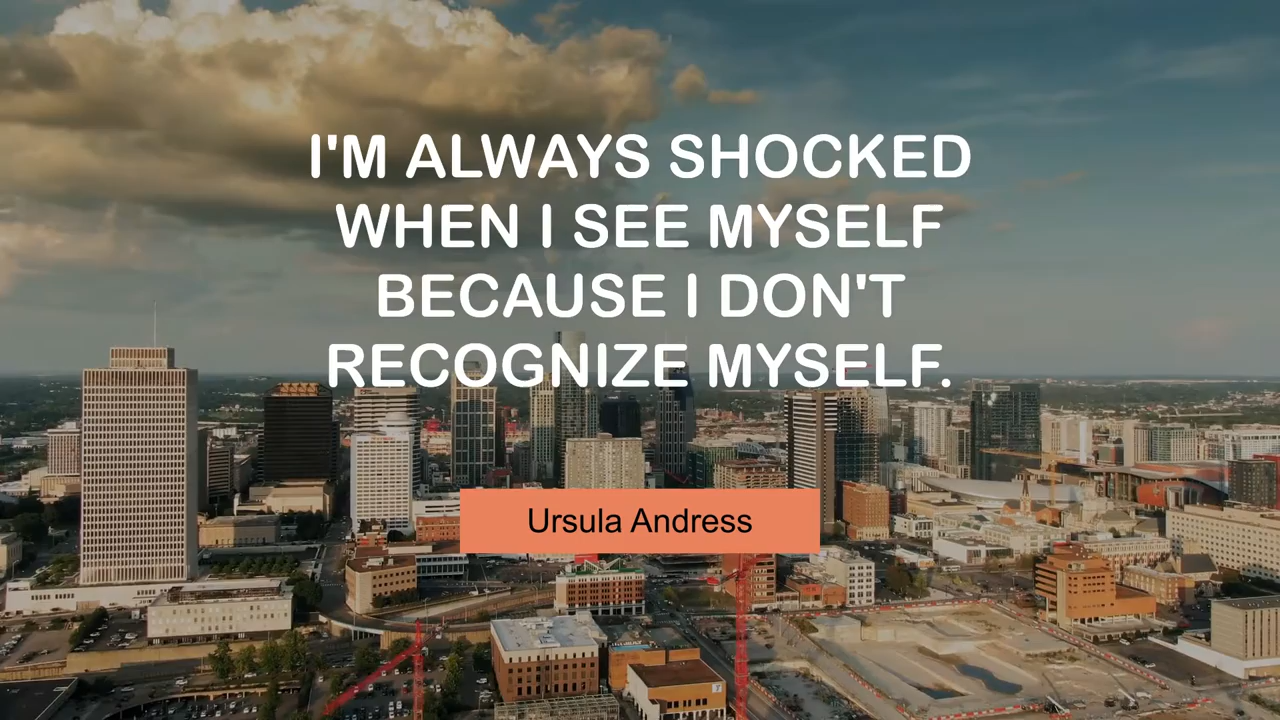 I'M ALWAYS SHOCKED
WHEN I SEE MYSELF
BECAUSE I DON'T
RECOGNIZE MYSELF.
Ursula Andress